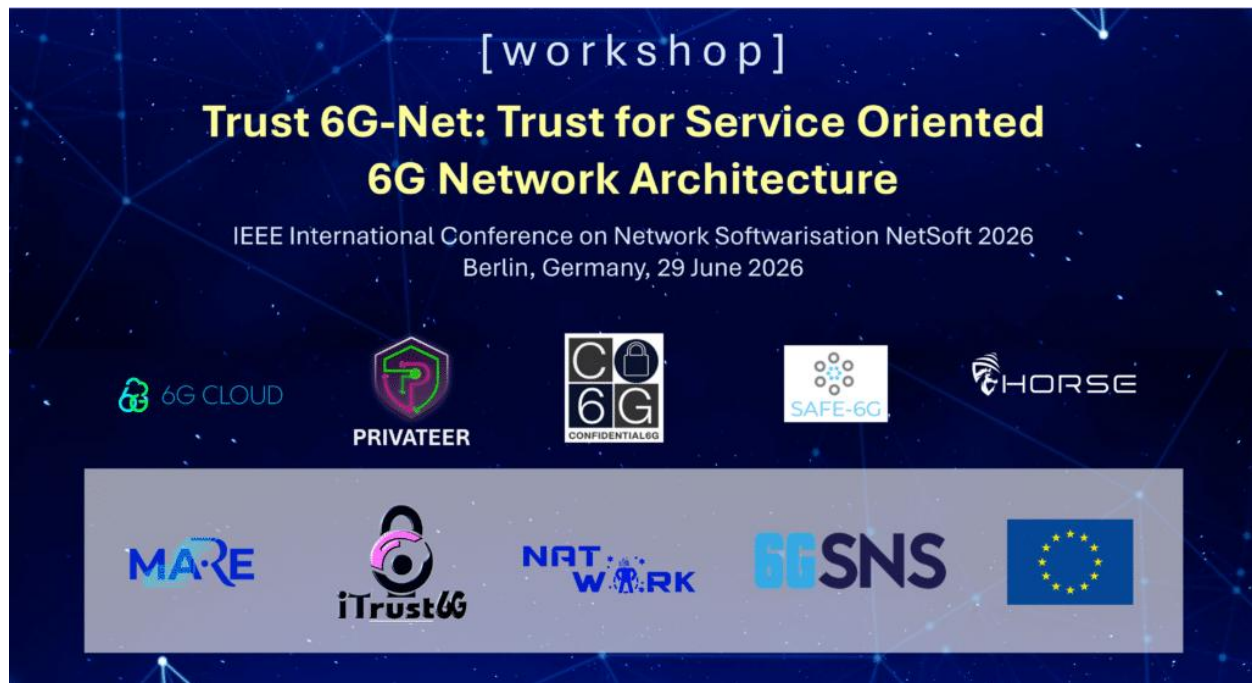 [workshop]
Trust 6G-Net: Trust for Service Oriented
6G Network Architecture
IEEE International Conference on Network Softwarisation NetSoft 2026
Berlin, Germany, 29 June 2026
6G CLOUD
PRIVATEER
C
6G
CONFIDENTIAL6G
SAFE-6G
HORSE
MARE
iTrust6G
NATWORK
6GSNS